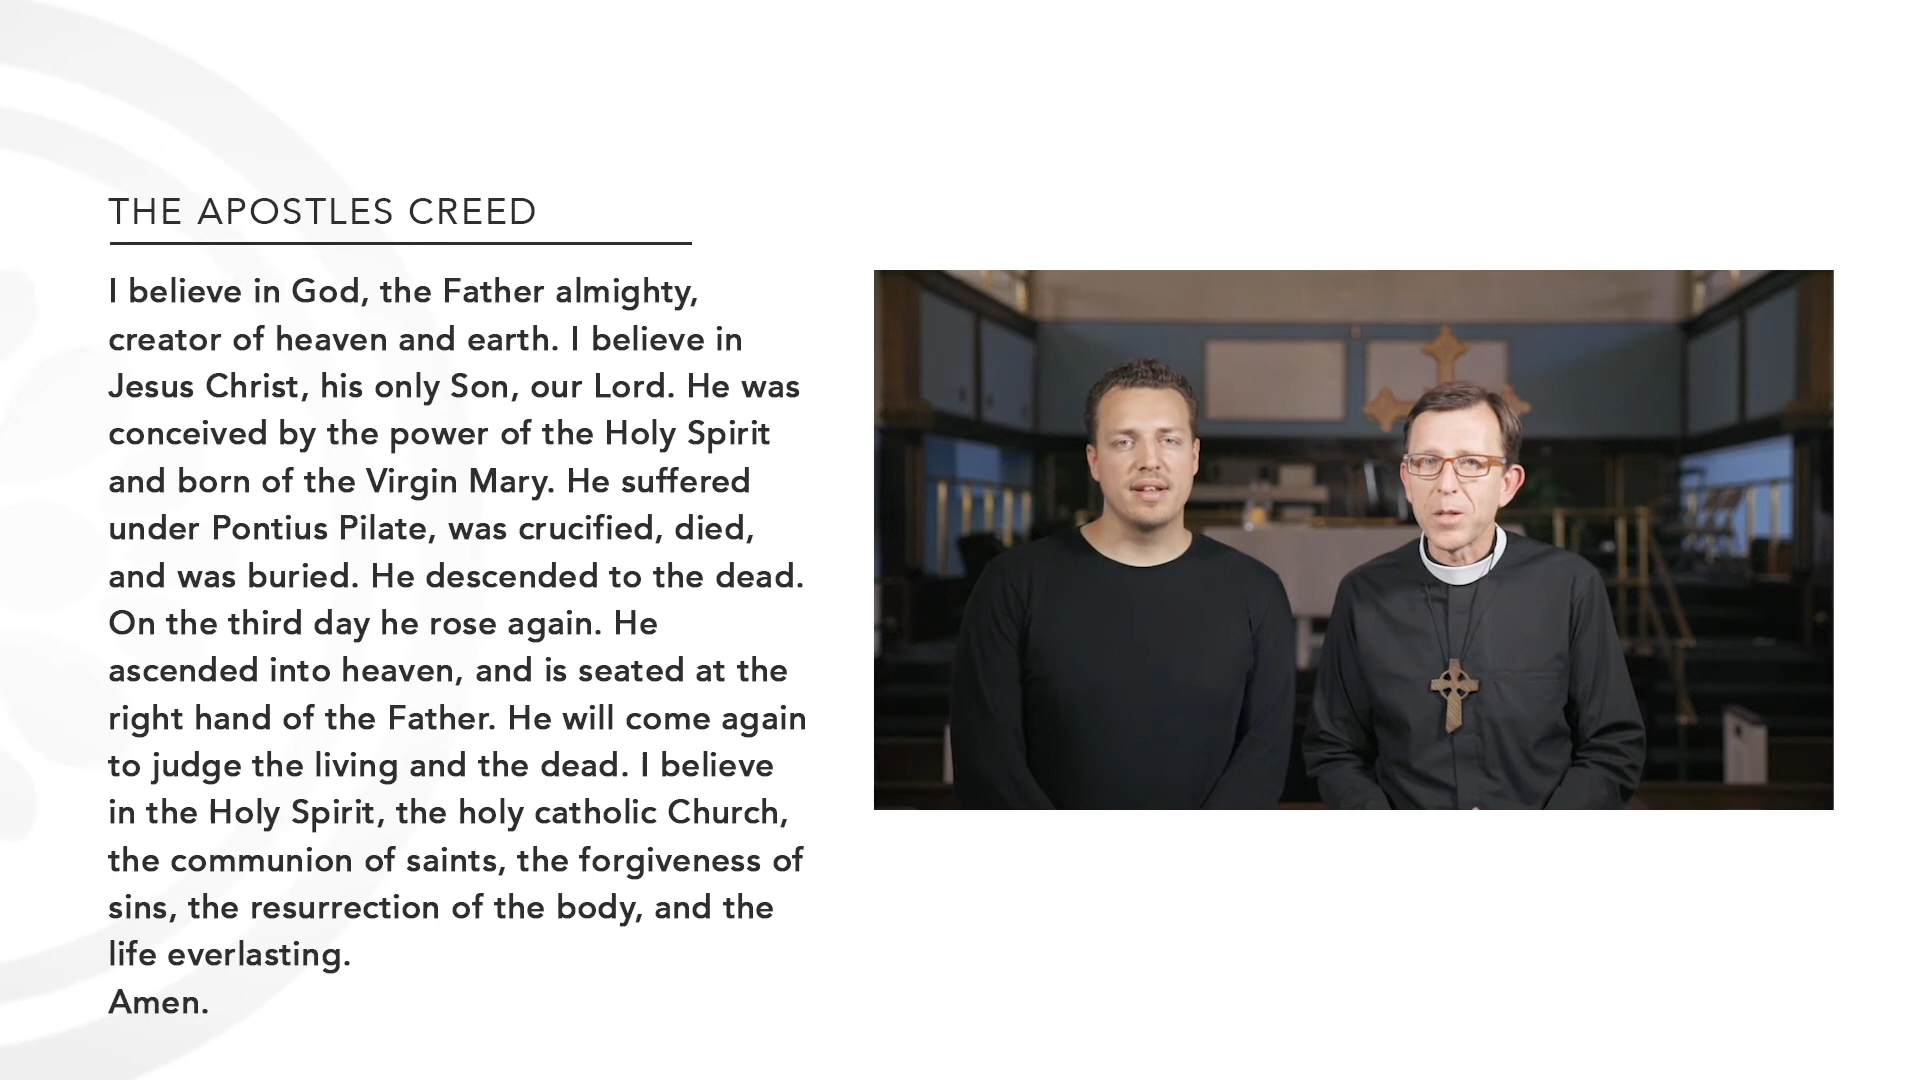 THE APOSTLES CREED
I believe in God, the Father almighty,
creator of heaven and earth. I believe in
Jesus Christ, his only Son, our Lord. He was
conceived by the power of the Holy Spirit
and born of the Virgin Mary. He suffered
under Pontius Pilate, was crucified, died,
and was buried. He descended to the dead.
On the third day he rose again. He
ascended into heaven, and is seated at the
right hand of the Father. He will come again
to judge the living and the dead. I believe
in the Holy Spirit, the holy catholic Church,
the communion of saints, the forgiveness of
sins, the resurrection of the body, and the
life everlasting.
Amen.